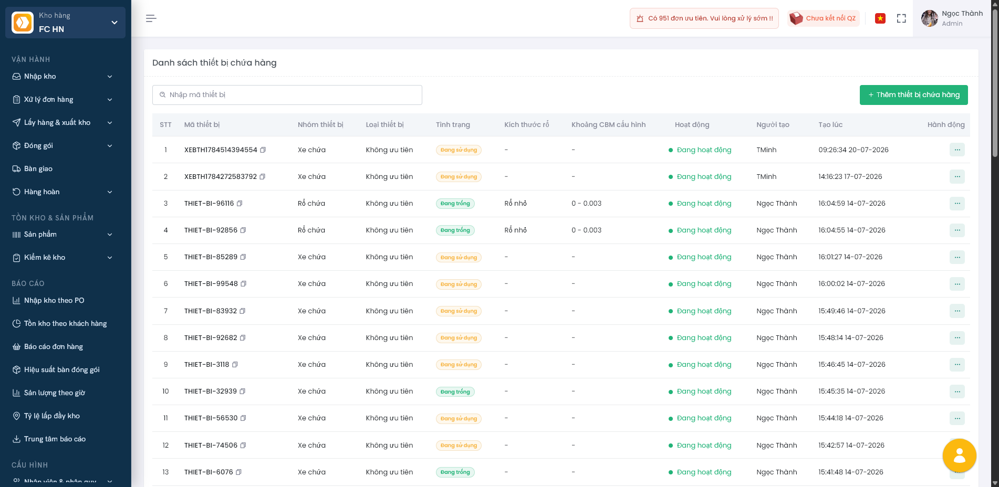 Kho hàng
FC HN
Có 951 đơn ưu tiên. Vui lòng xử lý sớm !!
Chưa kết nối QZ
Ngọc Thành
Admin
VẬN HÀNH
Nhập kho
Xử lý đơn hàng
Lấy hàng & xuất kho
Đóng gói
Bàn giao
Hàng hoàn
TỒN KHO & SẢN PHẨM
Sản phẩm
Kiểm kê kho
BÁO CÁO
Nhập kho theo PO
Tồn kho theo khách hàng
Báo cáo đơn hàng
Hiệu suất bàn đóng gói
Sản lượng theo giờ
Tỷ lệ lấp đầy kho
Trung tâm báo cáo
CẤU HÌNH
Nhân viên & phân quy
Danh sách thiết bị chứa hàng
Nhập mã thiết bị
+ Thêm thiết bị chứa hàng
STT Mã thiết bị Nhóm thiết bị Loại thiết bị Tình trạng Kích thước rổ Khoảng CBM cấu hình Hoạt động Người tạo Tạo lúc Hành động
1 XEBTH1784514394554 Xe chứa Không ưu tiên Đang sử dụng - - Đang hoạt động TMinh 09:26:34 20-07-2026 ...
2 XEBTH1784272583792 Xe chứa Không ưu tiên Đang sử dụng - - Đang hoạt động TMinh 14:16:23 17-07-2026 ...
3 THIET-BI-96116 Rổ chứa Không ưu tiên Đang trống Rổ nhỏ 0 - 0.003 Đang hoạt động Ngọc Thành 16:04:59 14-07-2026 ...
4 THIET-BI-92856 Rổ chứa Không ưu tiên Đang trống Rổ nhỏ 0 - 0.003 Đang hoạt động Ngọc Thành 16:04:55 14-07-2026 ...
5 THIET-BI-85289 Xe chứa Không ưu tiên Đang sử dụng - - Đang hoạt động Ngọc Thành 16:01:27 14-07-2026 ...
6 THIET-BI-99548 Xe chứa Không ưu tiên Đang sử dụng - - Đang hoạt động Ngọc Thành 16:00:02 14-07-2026 ...
7 THIET-BI-83932 Xe chứa Không ưu tiên Đang sử dụng - - Đang hoạt động Ngọc Thành 15:49:46 14-07-2026 ...
8 THIET-BI-92682 Xe chứa Không ưu tiên Đang sử dụng - - Đang hoạt động Ngọc Thành 15:48:14 14-07-2026 ...
9 THIET-BI-3118 Xe chứa Không ưu tiên Đang sử dụng - - Đang hoạt động Ngọc Thành 15:46:45 14-07-2026 ...
10 THIET-BI-32939 Xe chứa Không ưu tiên Đang trống - - Đang hoạt động Ngọc Thành 15:45:35 14-07-2026 ...
11 THIET-BI-56530 Xe chứa Không ưu tiên Đang sử dụng - - Đang hoạt động Ngọc Thành 15:44:18 14-07-2026 ...
12 THIET-BI-74506 Xe chứa Không ưu tiên Đang sử dụng - - Đang hoạt động Ngọc Thành 15:42:57 14-07-2026
13 THIET-BI-6076 Xe chứa Không ưu tiên Đang trống - - Đang hoạt động Ngọc Thành 15:41:48 14-07-2026 ...